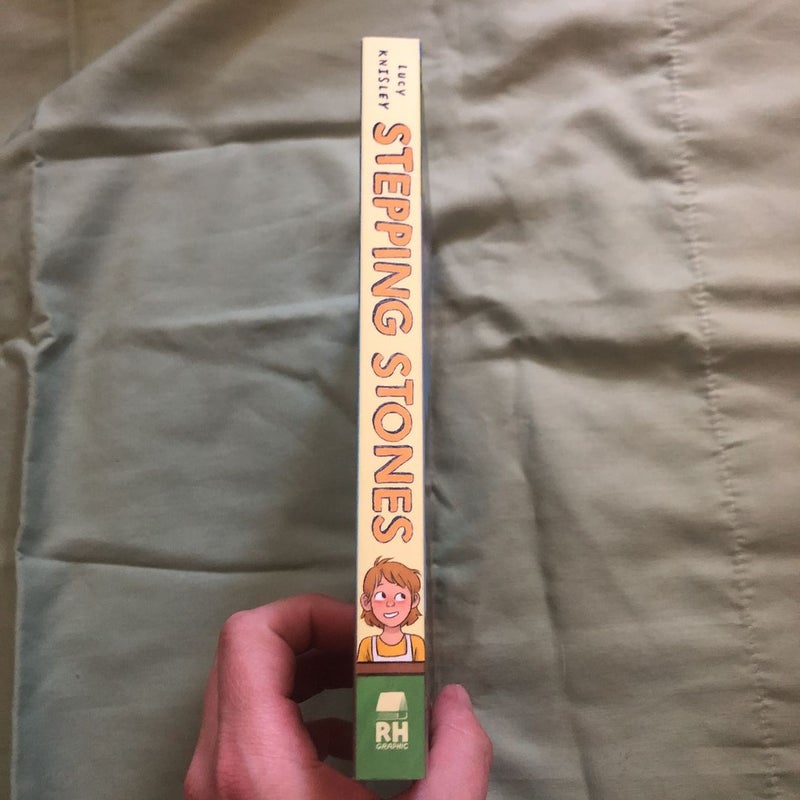 LUCY
KNISLEY
STEPPING STONES
RH
GRAPHIC